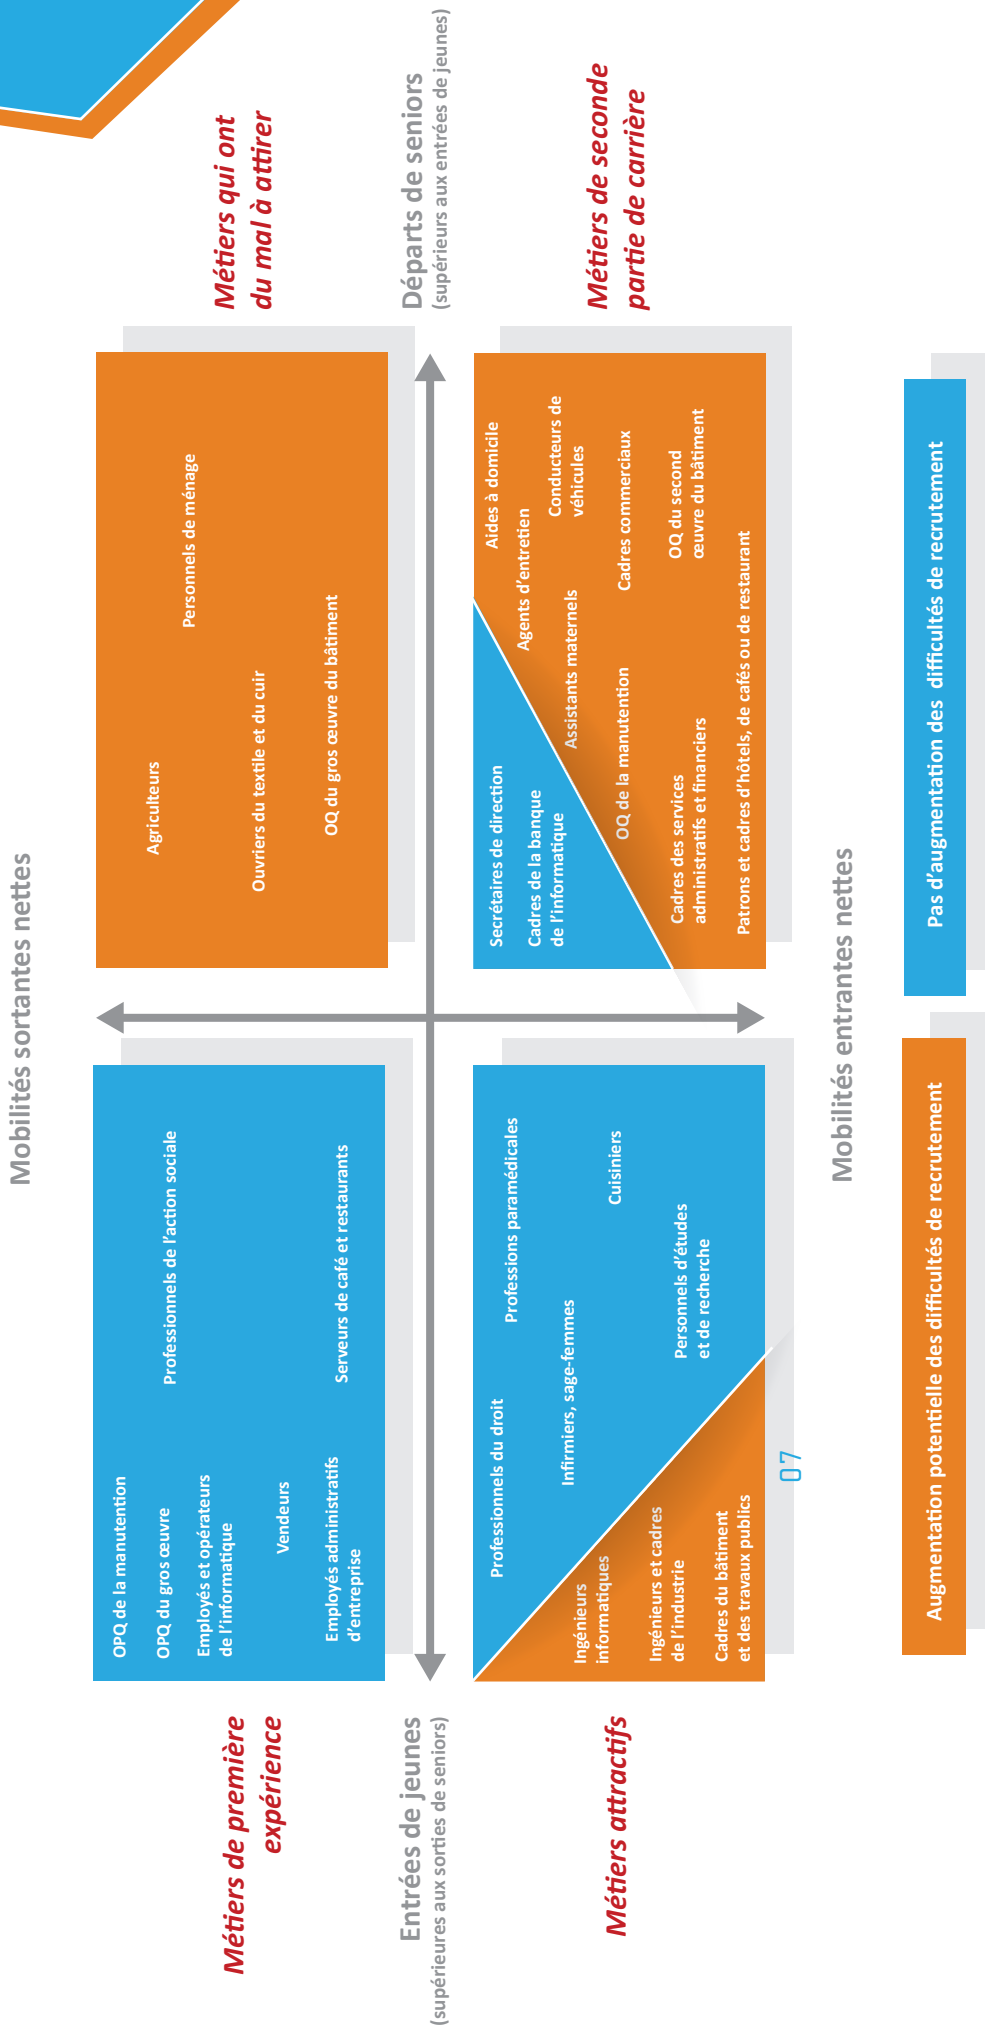 Mobilités sortantes nettes
Métiers de première
expérience
OPQ de la manutention
OPQ du gros œuvre
Employés et opérateurs
de l'informatique
Vendeurs
Employés administratifs
d'entreprise
Professionnels de l'action sociale
Serveurs de café et restaurants
Agriculteurs
Personnels de ménage
Ouvriers du textile et du cuir
OQ du gros œuvre du bâtiment
Métiers qui ont
du mal à attirer
Entrées de jeunes
(supérieures aux sorties de seniors)
Départs de seniors
(supérieurs aux entrées de jeunes)
Métiers attractifs
Professionnels du droit
Professions paramédicales
Infirmiers, sage-femmes
Cuisiniers
Personnels d'études
et de recherche
Ingénieurs
informatiques
Ingénieurs et cadres
de l'industrie
Cadres du bâtiment
et des travaux publics
Secrétaires de direction
Cadres de la banque
de l'informatique
Aides à domicile
Agents d'entretien
Conducteurs de
véhicules
Assistants maternels
Cadres commerciaux
OQ de la manutention
OQ du second
œuvre du bâtiment
Cadres des services
administratifs et financiers
Patrons et cadres d'hôtels, de cafés ou de restaurant
Métiers de seconde
partie de carrière
Mobilités entrantes nettes
Augmentation potentielle des difficultés de recrutement
Pas d'augmentation des difficultés de recrutement
07